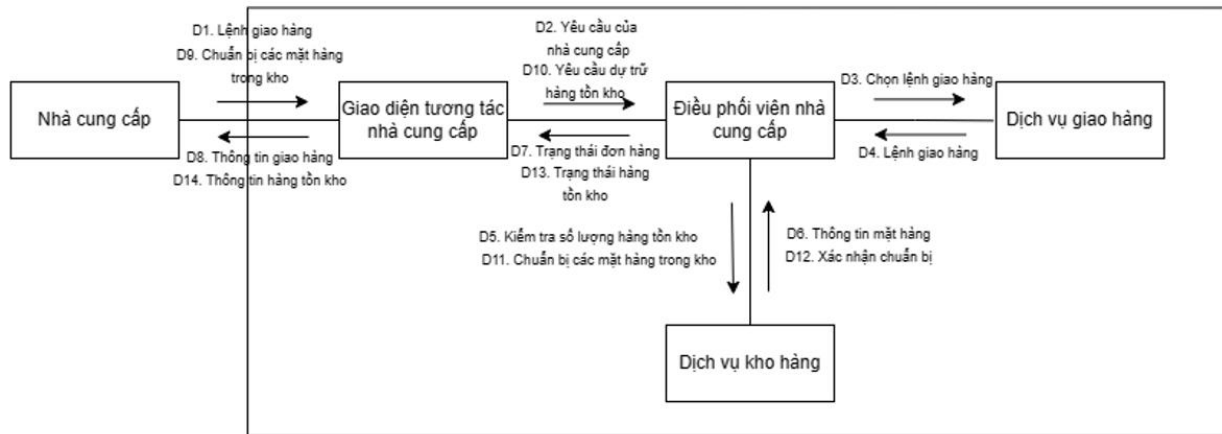 D1. Lệnh giao hàng
D9. Chuẩn bị các mặt hàng
trong kho
D2. Yêu cầu của
nhà cung cấp
D10. Yêu cầu dự trữ
hàng tồn kho
D3. Chọn lệnh giao hàng
Nhà cung cấp
Giao diện tương tác
nhà cung cấp
Điều phối viên nhà
cung cấp
Dịch vụ giao hàng
D8. Thông tin giao hàng
D14. Thông tin hàng tồn kho
D7. Trạng thái đơn hàng
D13. Trạng thái hàng
tồn kho
D4. Lệnh giao hàng
D5. Kiểm tra số lượng hàng tồn kho
D11. Chuẩn bị các mặt hàng trong kho
D6. Thông tin mặt hàng
D12. Xác nhận chuẩn bị
Dịch vụ kho hàng